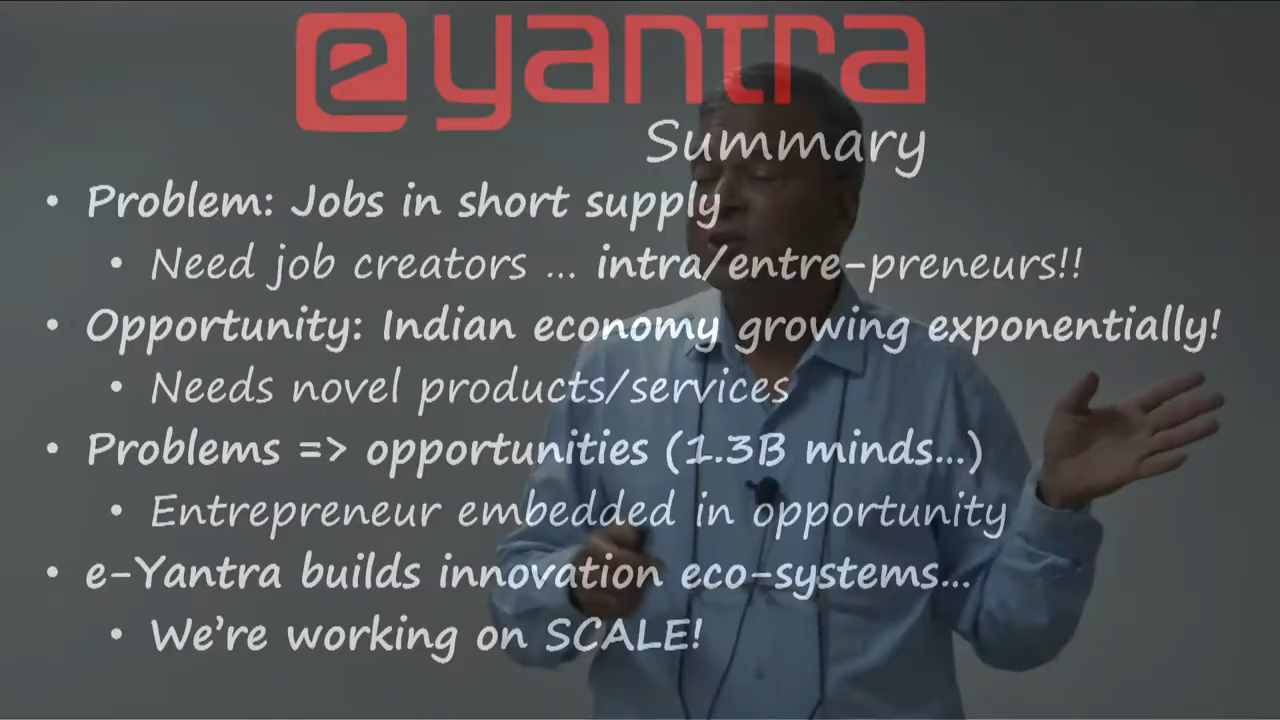 e yantra
Summary
• Problem: Jobs in short supply
• Need job creators ... intra/entre-preneurs!!
• Opportunity: Indian economy growing exponentially!
• Needs novel products/services
• Problems => opportunities (1.3B minds...)
• Entrepreneur embedded in opportunity
• e-Yantra builds innovation eco-systems...
• We're working on SCALE!